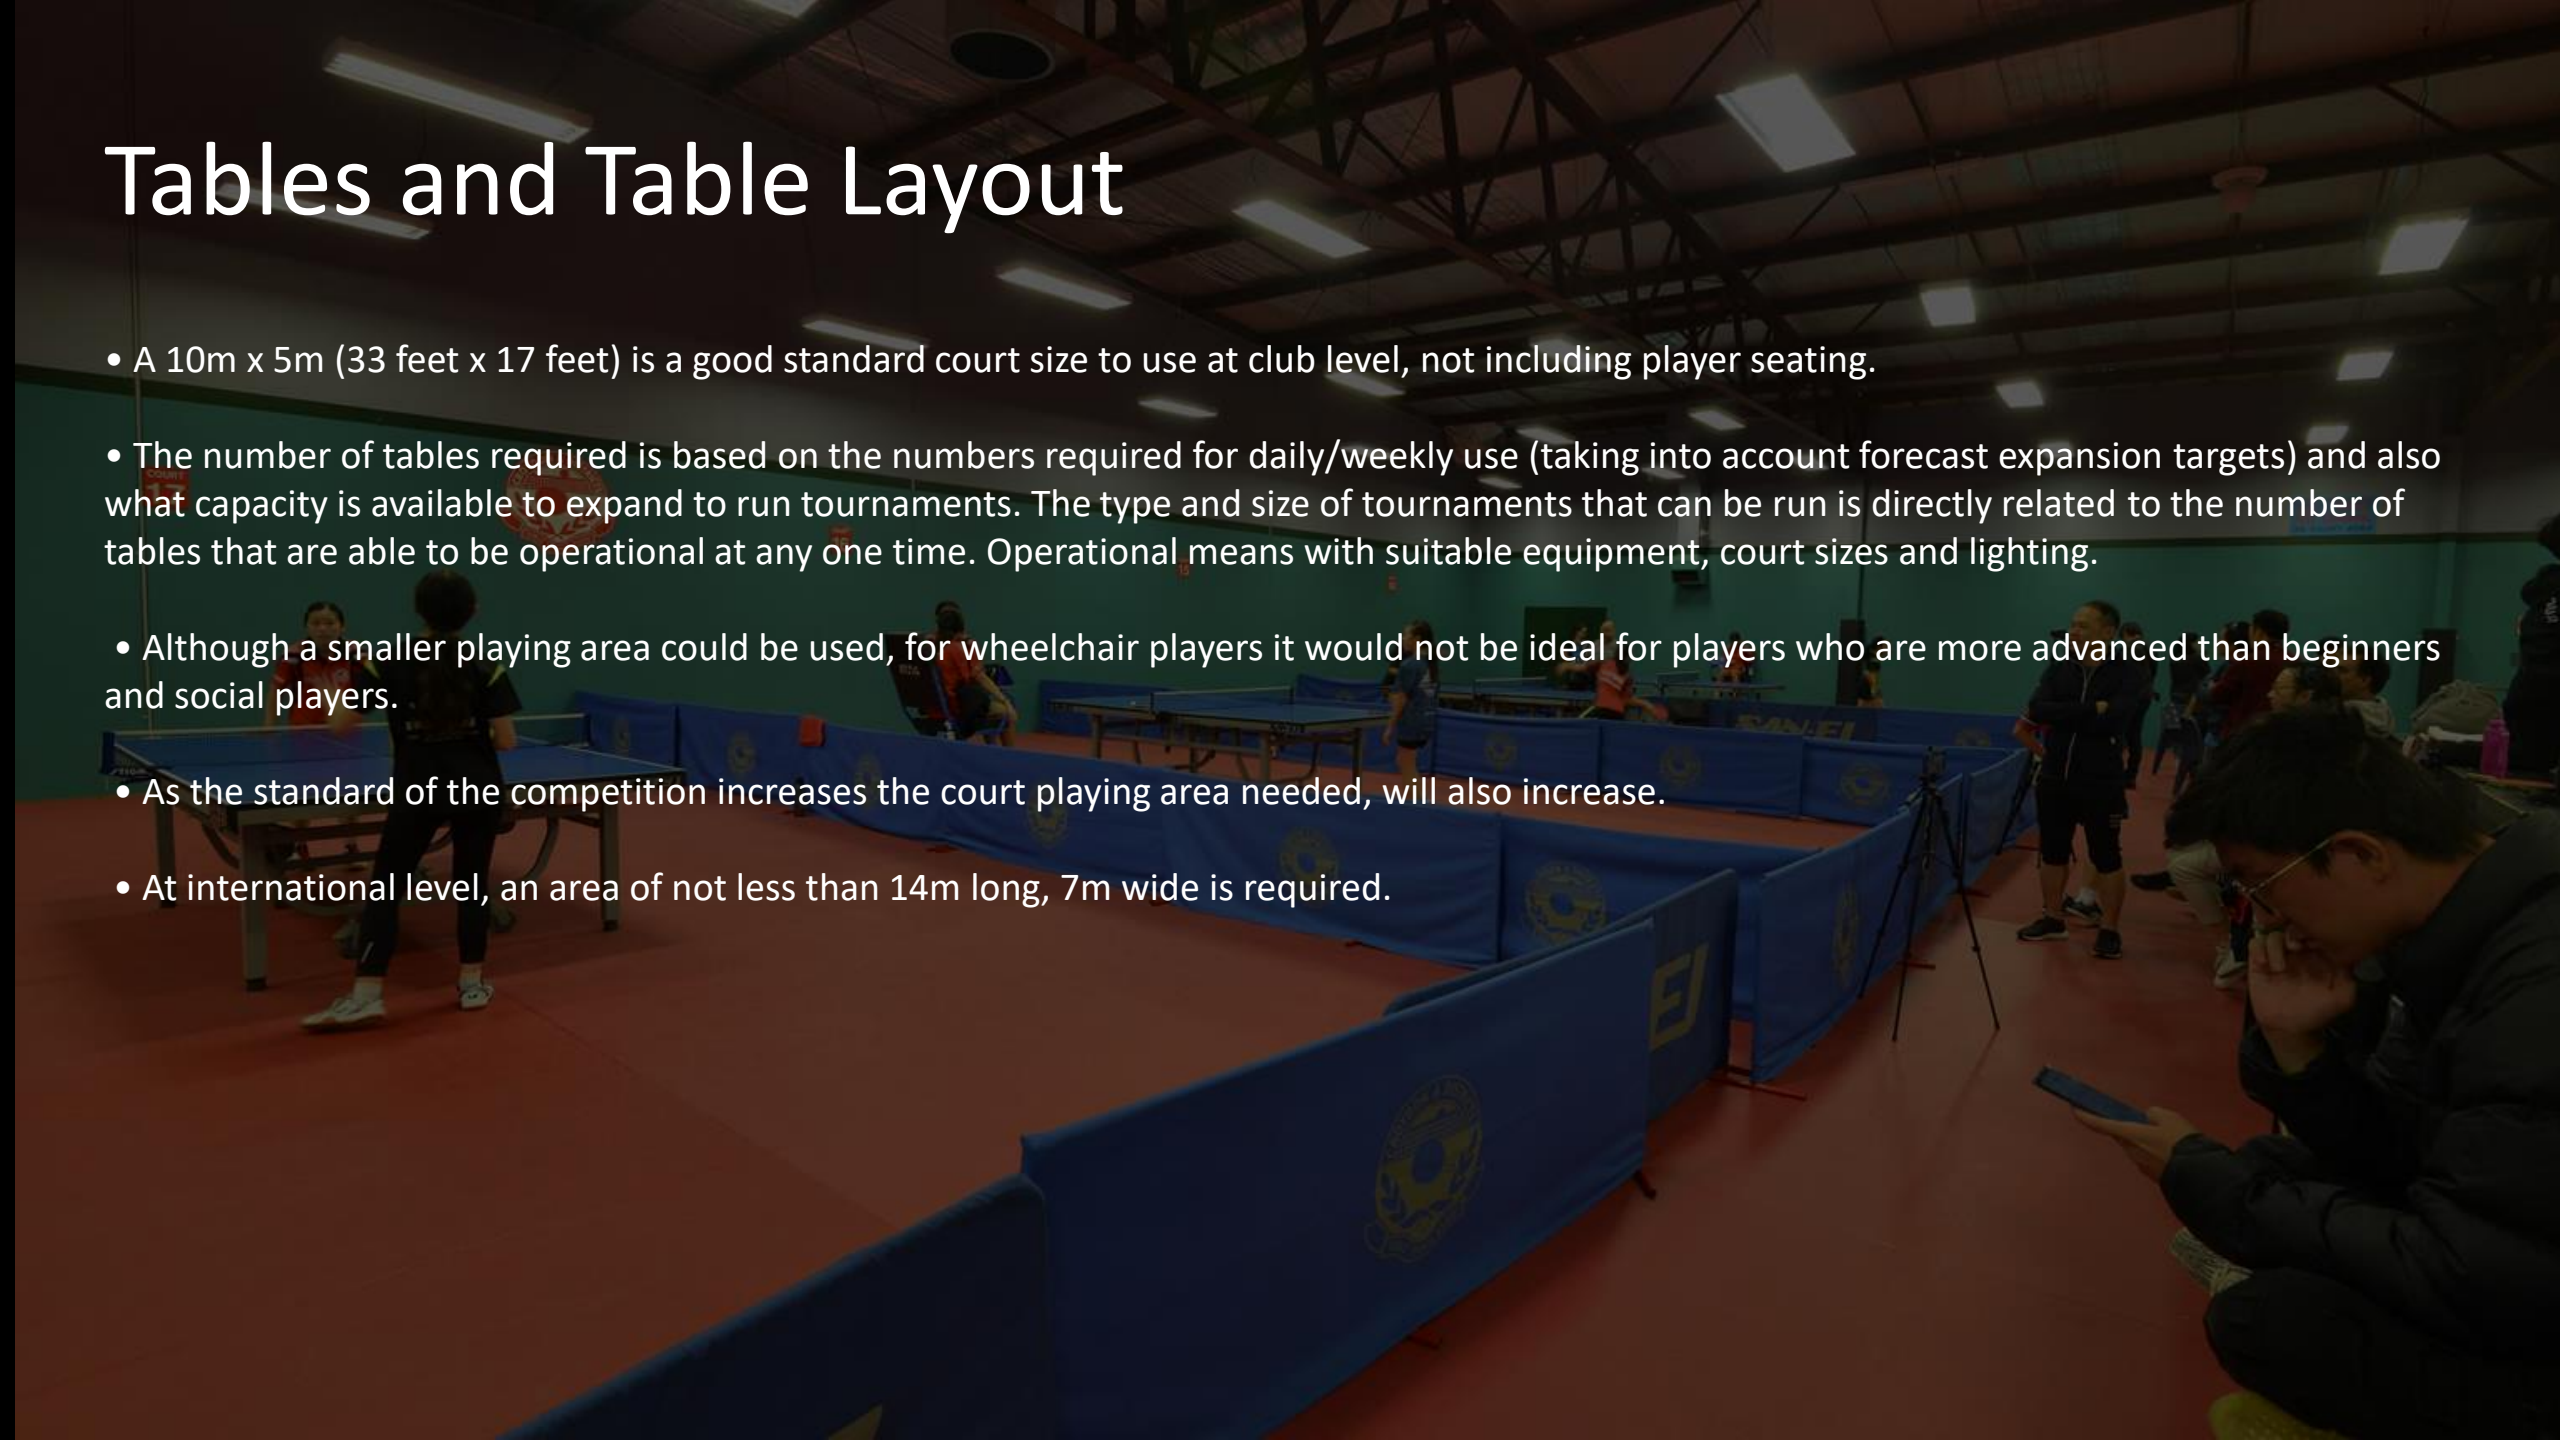 Tables and Table Layout
• A 10m x 5m (33 feet x 17 feet) is a good standard court size to use at club level, not including player seating.
• The number of tables required is based on the numbers required for daily/weekly use (taking into account forecast expansion targets) and also
what capacity is available to expand to run tournaments. The type and size of tournaments that can be run is directly related to the number of
tables that are able to be operational at any one time. Operational means with suitable equipment, court sizes and lighting.
• Although a smaller playing area could be used, for wheelchair players it would not be ideal for players who are more advanced than beginners
and social players.
• As the standard of the competition increases the court playing area needed, will also increase.
• At international level, an area of not less than 14m long, 7m wide is required.
COURT
17
15
STIGA
SAN-EI
EI